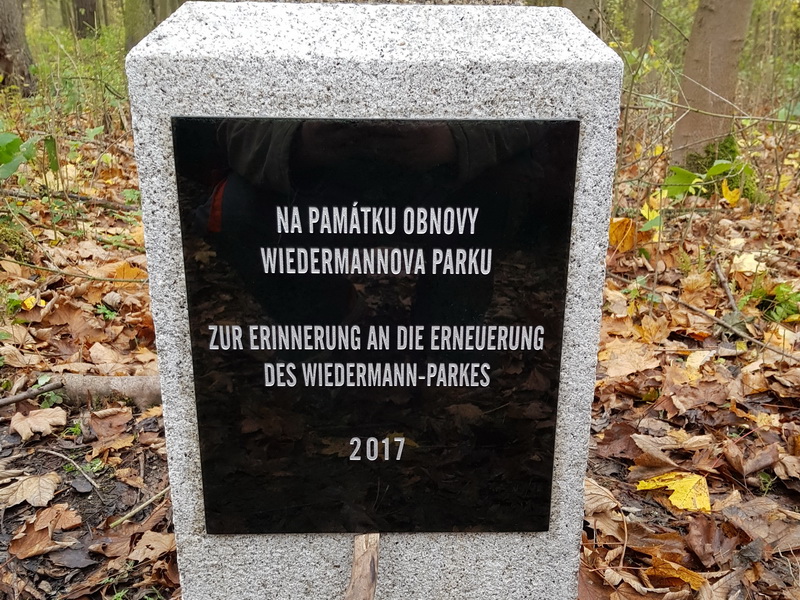 NA PAMÁTKU OBNOVY
WIEDERMANNOVA PARKU
ZUR ERINNERUNG AN DIE ERNEUERUNG
DES WIEDERMANN-PARKES
2017